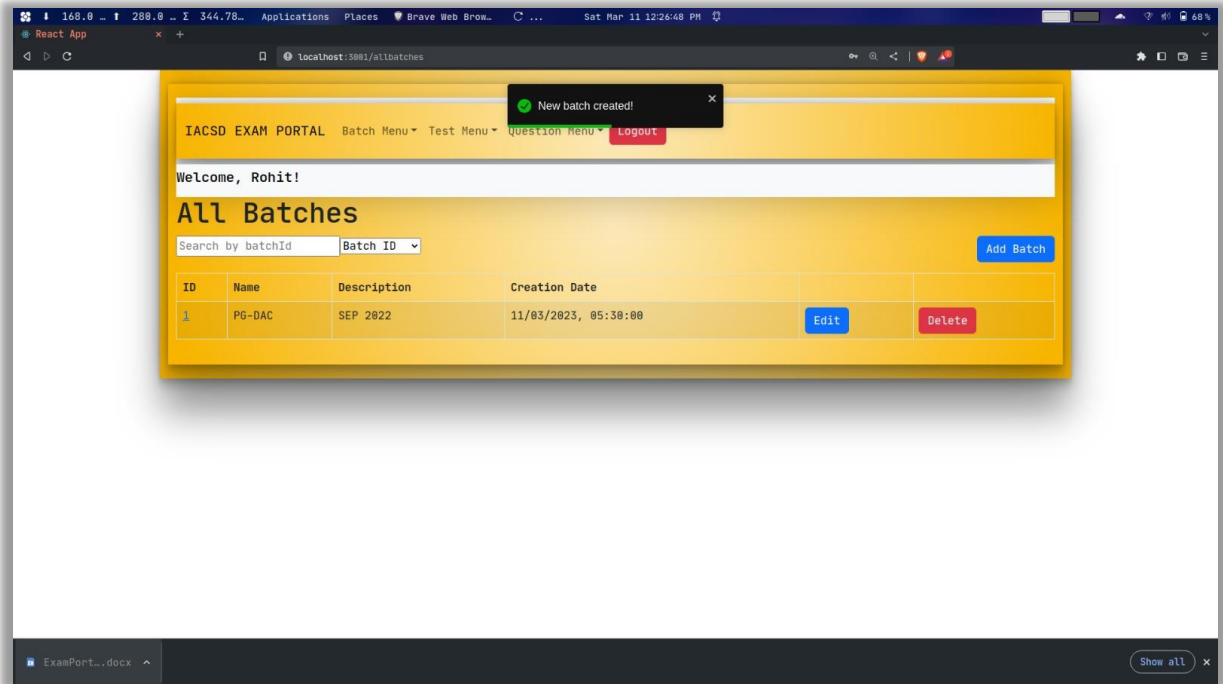 168.0 … 280.0 … Σ 344.78… Applications Places Brave Web Brow… C ... Sat Mar 11 12:26:48 PM 68%
React App
localhost:3001/allbatches
New batch created!
IACSD EXAM PORTAL Batch Menu Test Menu Question Menu Logout
Welcome, Rohit!
All Batches
Search by batchId Batch ID Add Batch
ID Name Description Creation Date
1 PG-DAC SEP 2022 11/03/2023, 05:30:00 Edit Delete
ExamPort….docx Show all